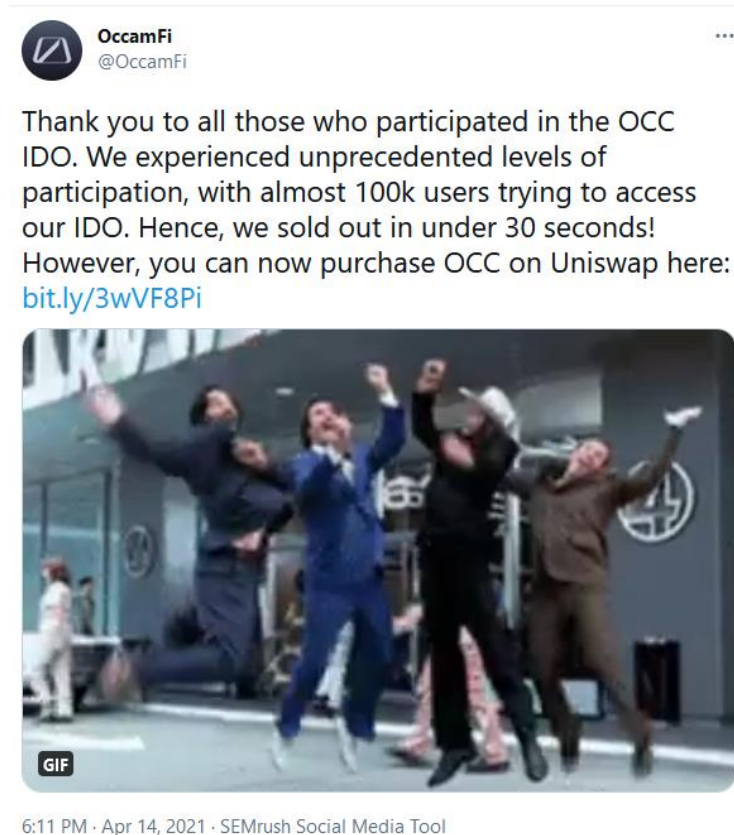 OccamFi
@OccamFi
Thank you to all those who participated in the OCC
IDO. We experienced unprecedented levels of
participation, with almost 100k users trying to access
our IDO. Hence, we sold out in under 30 seconds!
However, you can now purchase OCC on Uniswap here:
bit.ly/3wVF8Pi
GIF
6:11 PM · Apr 14, 2021 · SEMrush Social Media Tool